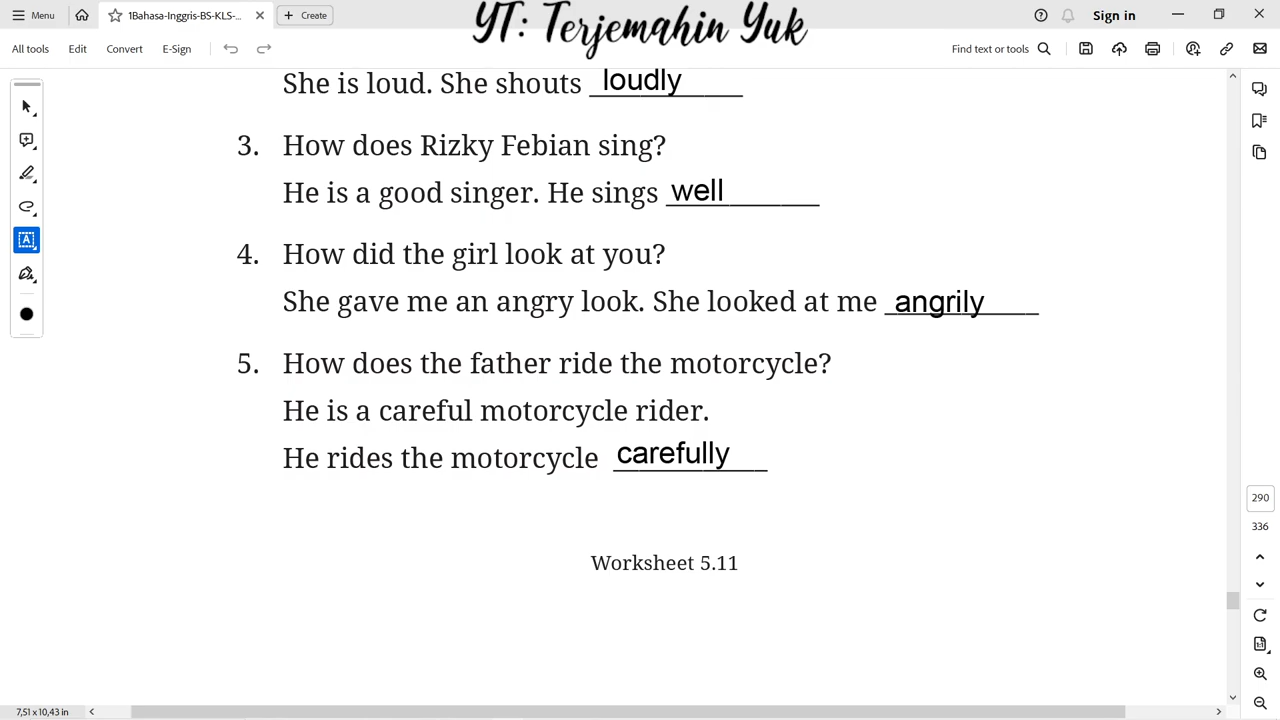 Menu
1Bahasa-Inggris-BS-KLS-...
Create
YT: Terjemahin Yuk
Sign in
All tools
Edit
Convert
E-Sign
Find text or tools
She is loud. She shouts loudly
3. How does Rizky Febian sing?
He is a good singer. He sings well
4. How did the girl look at you?
She gave me an angry look. She looked at me angrily
5. How does the father ride the motorcycle?
He is a careful motorcycle rider.
He rides the motorcycle carefully
Worksheet 5.11
290
336
7,51 x 10,43 in